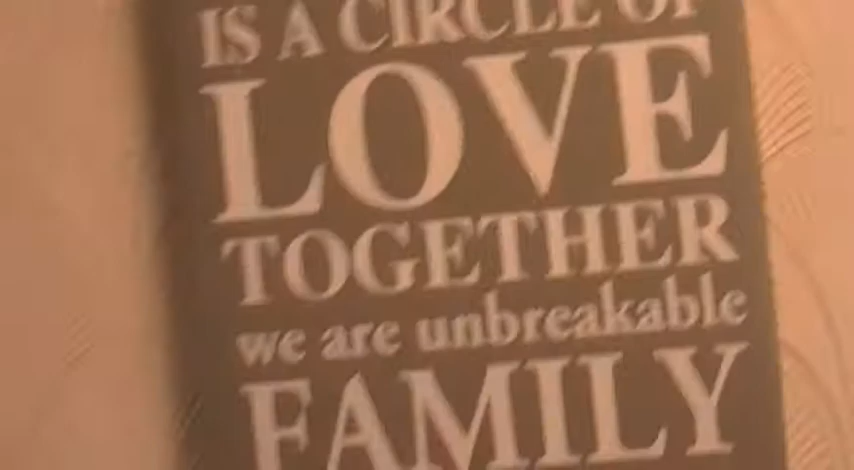 IS A CIRCLE OF
LOVE
TOGETHER
we are unbreakable
FAMILY